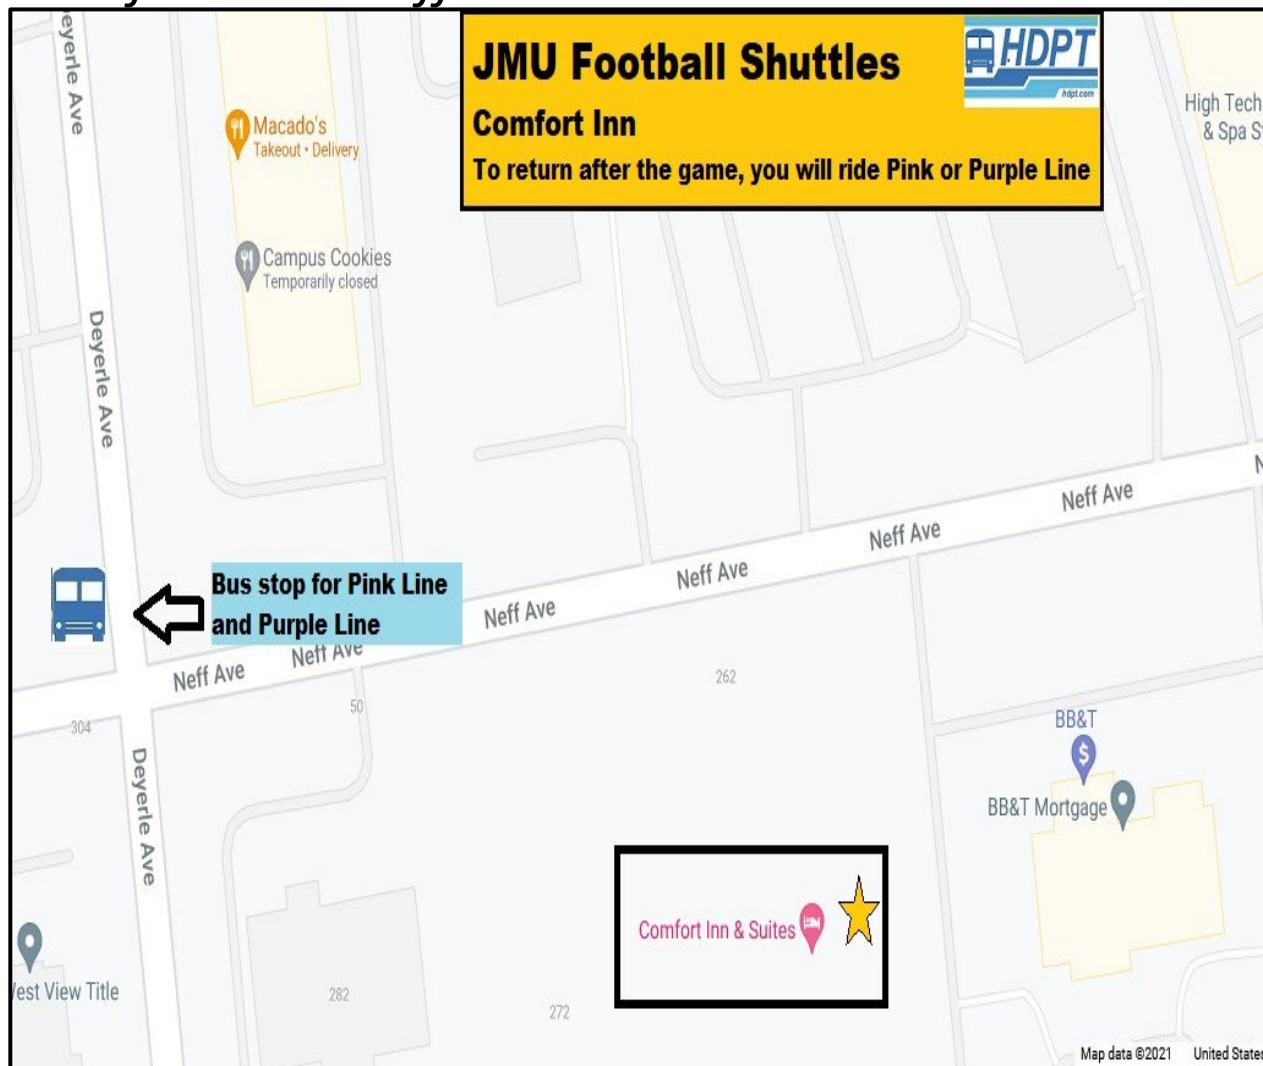 JMU Football Shuttles
HDPT
hdpt.com
Comfort Inn
To return after the game, you will ride Pink or Purple Line
Deyerle Ave
Macado's
Takeout • Delivery
High Tech
& Spa
Campus Cookies
Temporarily closed
Deyerle Ave
Neff Ave
Neff Ave
Neff Ave
Bus stop for Pink Line
and Purple Line
Neff Ave
Neff Ave
Neff Ave
262
50
304
BB&T
Deyerle Ave
BB&T Mortgage
Comfort Inn & Suites
West View Title
282
272
Map data ©2021 United States